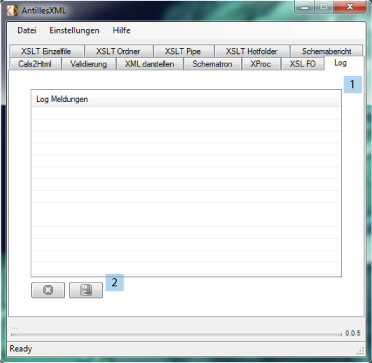 AntillesXML
Datei Einstellungen Hilfe
XSLT Einzelfile XSLT Ordner XSLT Pipe XSLT Hotfolder Schemabericht
Cals2Html Validierung XML darstellen Schematron XProc XSL FO Log
1
Log Meldungen
2
...
0.0.5
Ready